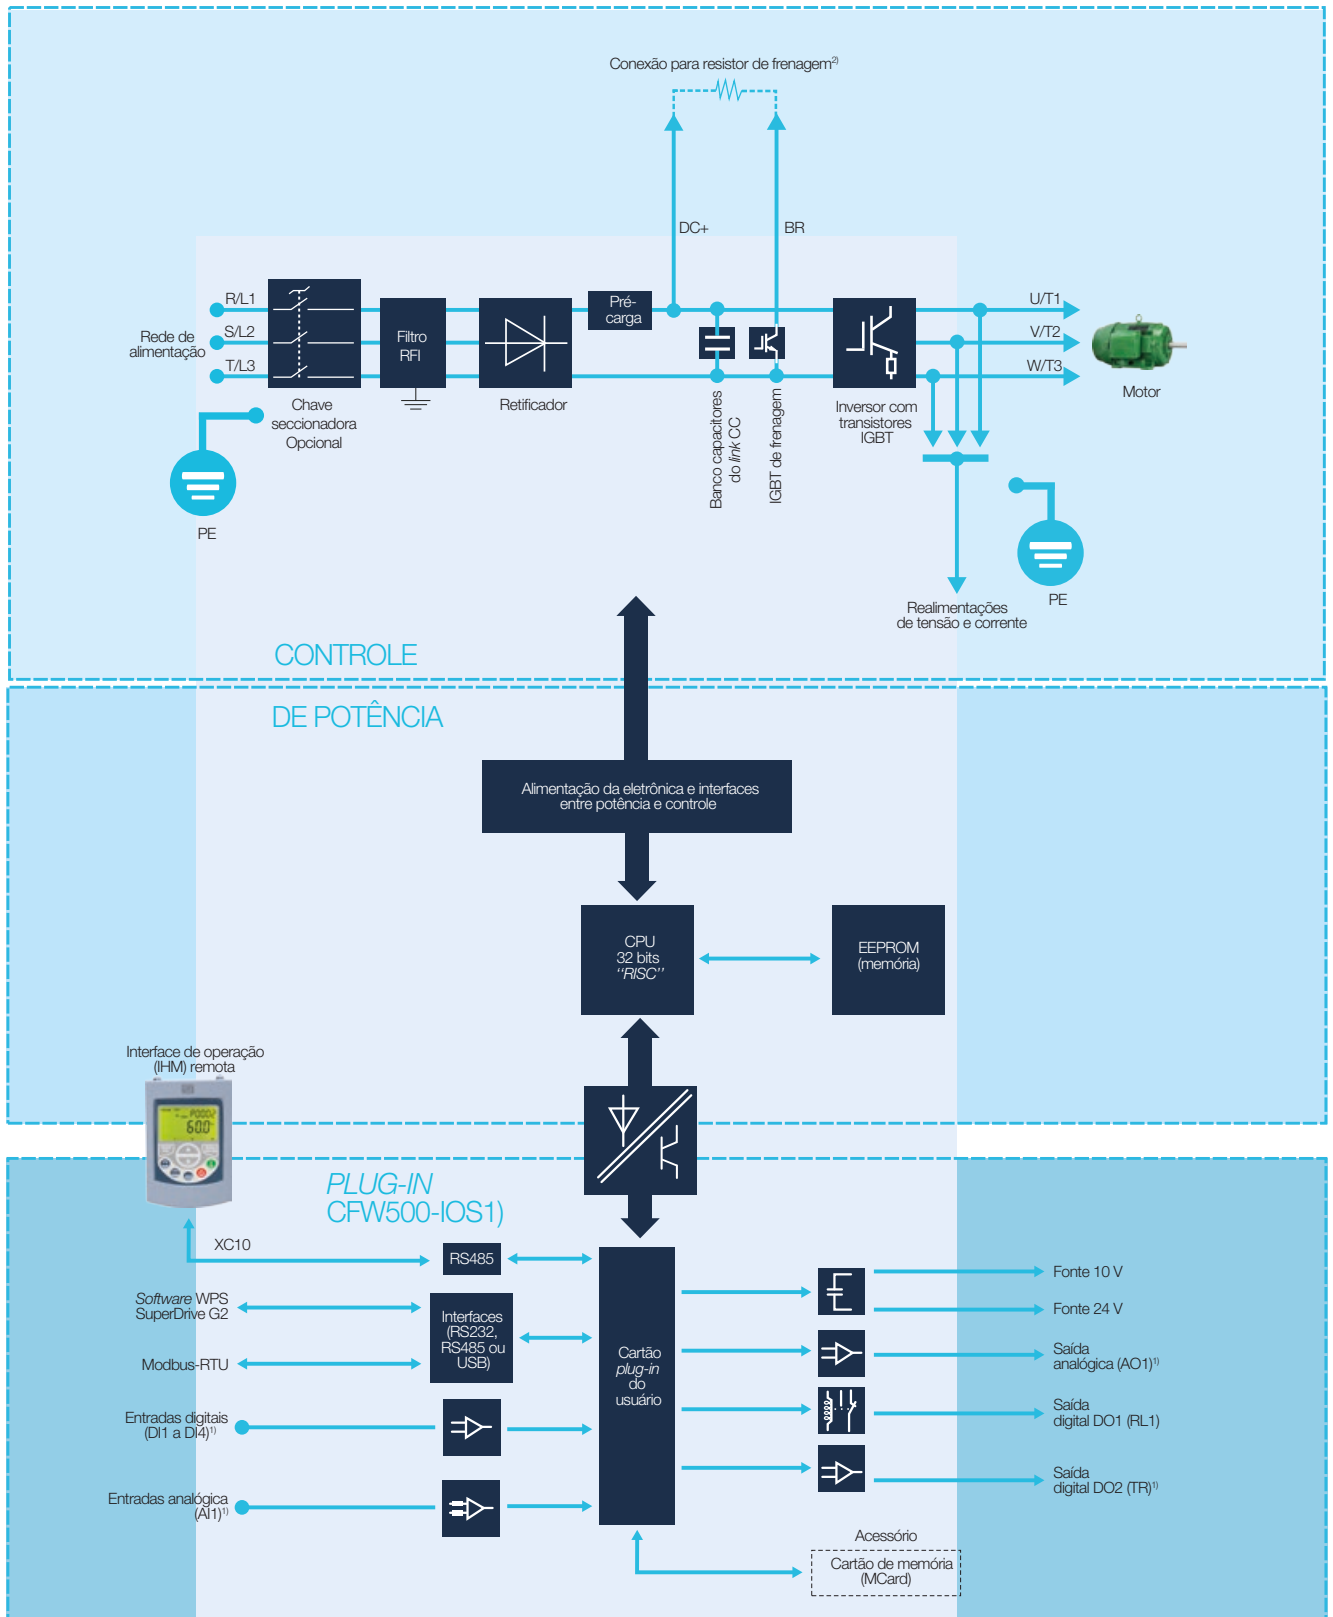 Conexão para resistor de frenagem²⁾
DC+
BR
Rede de
alimentação
R/L1
S/L2
T/L3
Chave
seccionadora
Opcional
Filtro
RFI
Retificador
Pré-
carga
Banco capacitores
do link CC
IGBT de frenagem
Inversor com
transistores
IGBT
U/T1
V/T2
W/T3
Motor
PE
PE
Realimentações
de tensão e corrente
CONTROLE
DE POTÊNCIA
Alimentação da eletrônica e interfaces
entre potência e controle
CPU
32 bits
“RISC”
EEPROM
(memória)
Interface de operação
(IHM) remota
P0002
60.0
PLUG-IN
CFW500-IOS1)
XC10
RS485
Software WPS
SuperDrive G2
Modbus-RTU
Interfaces
(RS232,
RS485 ou
USB)
Entradas digitais
(DI1 a DI4)¹⁾
Entradas analógica
(AI1)¹⁾
Cartão
plug-in
do
usuário
Fonte 10 V
Fonte 24 V
Saída
analógica (AO1)¹⁾
Saída
digital DO1 (RL1)
Saída
digital DO2 (TR)¹⁾
Acessório
Cartão de memória
(MCard)